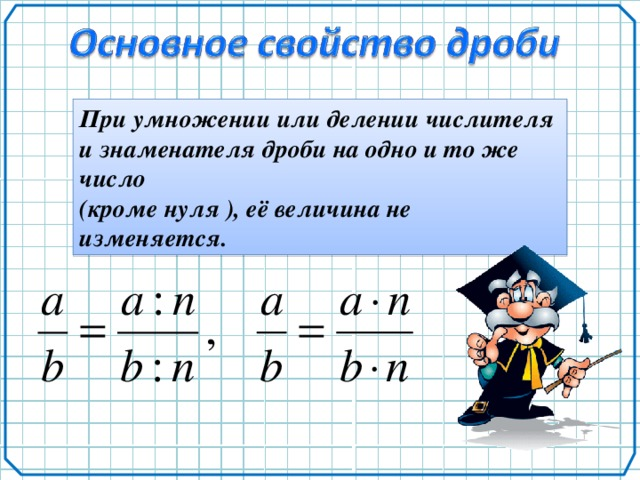 Основное свойство дроби
При умножении или делении числителя
и знаменателя дроби на одно и то же
число
(кроме нуля ), её величина не
изменяется.
a/b = a : n/b : n, a/b = a · n/b · n